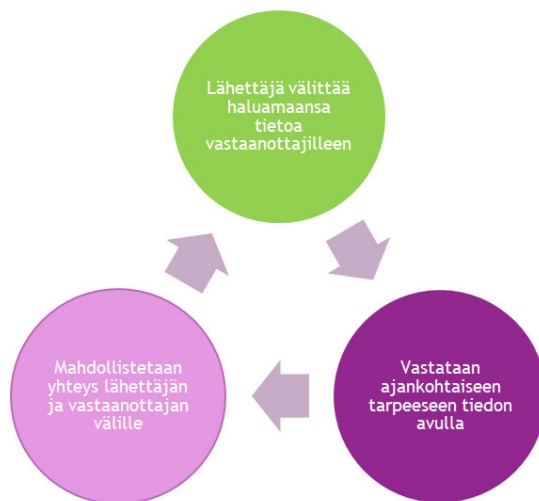 Lähettäjä välittää
haluamaansa
tietoa
vastaanottajilleen
Vastataan
ajankohtaiseen
tarpeeseen tiedon
avulla
Mahdollistetaan
yhteys lähettäjän
ja vastaanottajan
välille